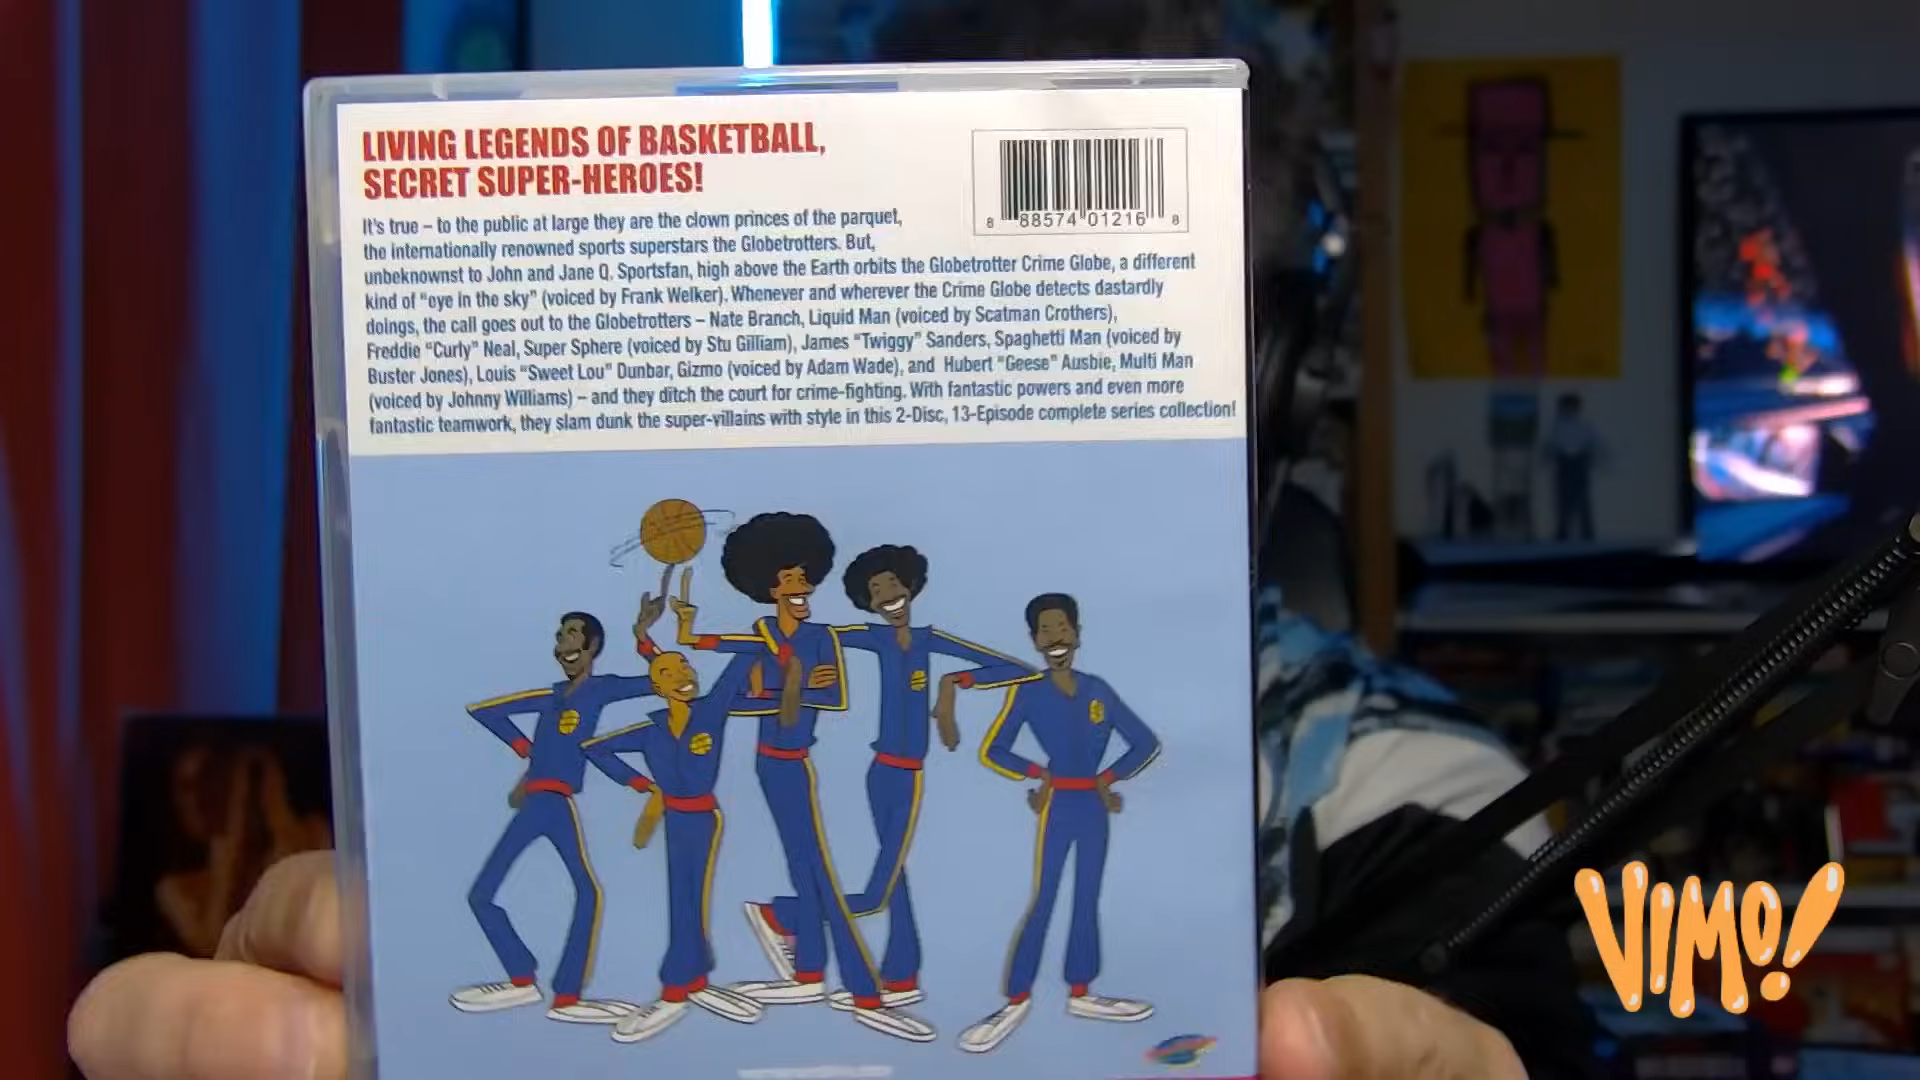 LIVING LEGENDS OF BASKETBALL,
SECRET SUPER-HEROES!
It's true – to the public at large they are the clown princes of the parquet,
the internationally renowned sports superstars the Globetrotters. But,
unbeknownst to John and Jane Q. Sportsfan, high above the Earth orbits the Globetrotter Crime Globe, a different
kind of "eye in the sky" (voiced by Frank Welker). Whenever and wherever the Crime Globe detects dastardly
doings, the call goes out to the Globetrotters – Nate Branch, Liquid Man (voiced by Scatman Crothers),
Freddie "Curly" Neal, Super Sphere (voiced by Stu Gilliam), James "Twiggy" Sanders, Spaghetti Man (voiced by
Buster Jones), Louis "Sweet Lou" Dunbar, Gizmo (voiced by Adam Wade), and Hubert "Geese" Ausbie, Multi Man
(voiced by Johnny Williams) – and they ditch the court for crime-fighting. With fantastic powers and even more
fantastic teamwork, they slam dunk the super-villains with style in this 2-Disc, 13-Episode complete series collection!
8 88574 01216 8
VIMO!